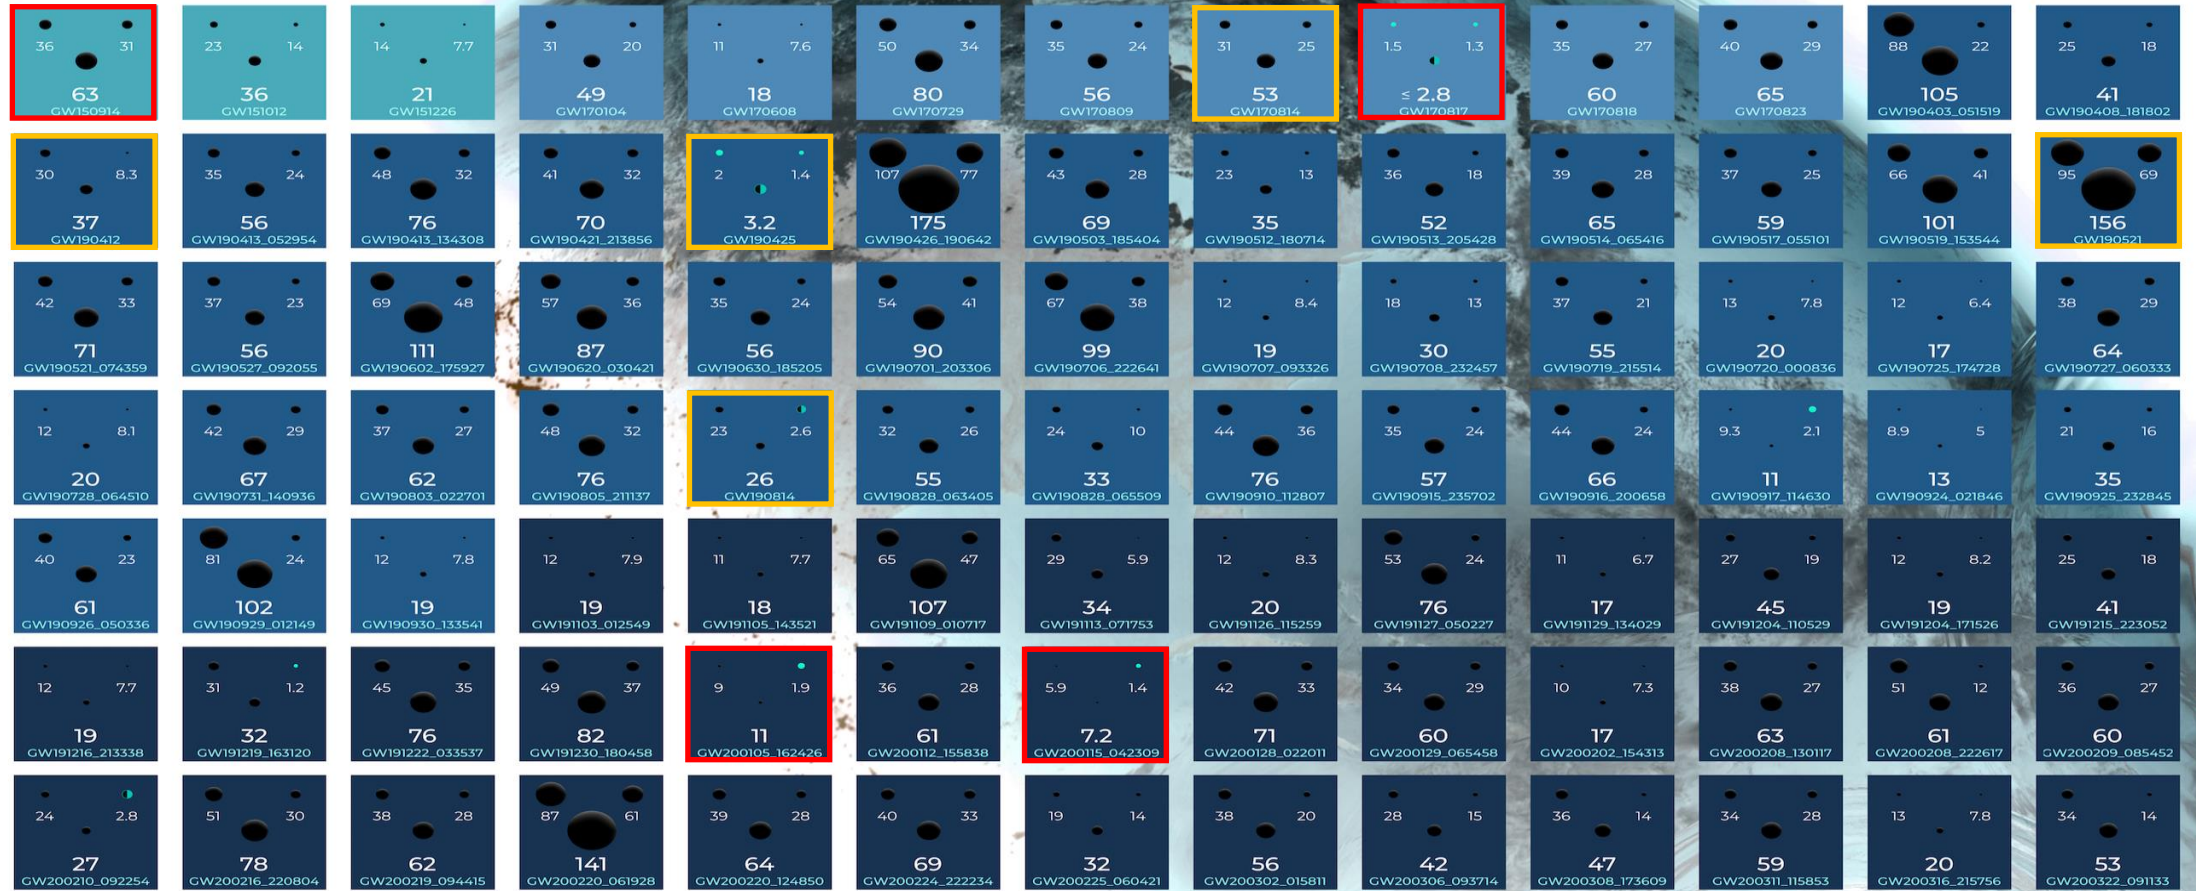 36 31
63
GW150914
23 14
36
GW151012
14 7.7
21
GW151226
31 20
49
GW170104
11 7.6
18
GW170608
50 34
80
GW170729
35 24
56
GW170809
31 25
53
GW170814
1.5 1.3
≤ 2.8
GW170817
35 27
60
GW170818
40 29
65
GW170823
88 22
105
GW190403_051519
25 18
41
GW190408_181802
30 8.3
37
GW190412
35 24
56
GW190413_052954
48 32
76
GW190413_134308
41 32
70
GW190421_213856
2 1.4
3.2
GW190425
107 77
175
GW190426_190642
43 28
69
GW190503_185404
23 13
35
GW190512_180714
36 18
52
GW190513_205428
39 28
65
GW190514_065416
37 25
59
GW190517_055101
66 41
101
GW190519_153544
95 69
156
GW190521
42 33
71
GW190521_074359
37 23
56
GW190527_092055
69 48
111
GW190602_175927
57 36
87
GW190620_030421
35 24
56
GW190630_185205
54 41
90
GW190701_203306
67 38
99
GW190706_222641
12 8.4
19
GW190707_093326
18 13
30
GW190708_232457
37 21
55
GW190719_215514
13 7.8
20
GW190720_000836
12 6.4
17
GW190725_174728
38 29
64
GW190727_060333
12 8.1
20
GW190728_064510
42 29
67
GW190731_140936
37 27
62
GW190803_022701
48 32
76
GW190805_211137
23 2.6
26
GW190814
32 26
55
GW190828_063405
24 10
33
GW190828_065509
44 36
76
GW190910_112807
35 24
57
GW190915_235702
44 24
66
GW190916_200658
9.3 2.1
11
GW190917_114630
8.9 5
13
GW190924_021846
21 16
35
GW190925_232845
40 23
61
GW190926_050336
81 24
102
GW190929_012149
12 7.8
19
GW190930_133541
12 7.9
19
GW191103_012549
11 7.7
18
GW191105_143521
65 47
107
GW191109_010717
29 5.9
34
GW191113_071753
12 8.3
20
GW191126_115259
53 24
76
GW191127_050227
11 6.7
17
GW191129_134029
27 19
45
GW191204_110529
12 8.2
19
GW191204_171526
25 18
41
GW191215_223052
12 7.7
19
GW191216_213338
31 1.2
32
GW191219_163120
45 35
76
GW191222_033537
49 37
82
GW191230_180458
9 1.9
11
GW200105_162426
36 28
61
GW200112_155838
5.9 1.4
7.2
GW200115_042309
42 33
71
GW200128_022011
34 29
60
GW200129_065458
10 7.3
17
GW200202_154313
38 27
63
GW200208_130117
51 12
61
GW200208_222617
36 27
60
GW200209_085452
24 2.8
27
GW200210_092254
51 30
78
GW200216_220804
38 28
62
GW200219_094415
87 61
141
GW200220_061928
39 28
64
GW200220_124850
40 33
69
GW200224_222234
19 14
32
GW200225_060421
38 20
56
GW200302_015811
28 15
42
GW200306_093714
36 14
47
GW200308_173609
34 28
59
GW200311_115853
13 7.8
20
GW200316_215756
34 14
53
GW200322_091133